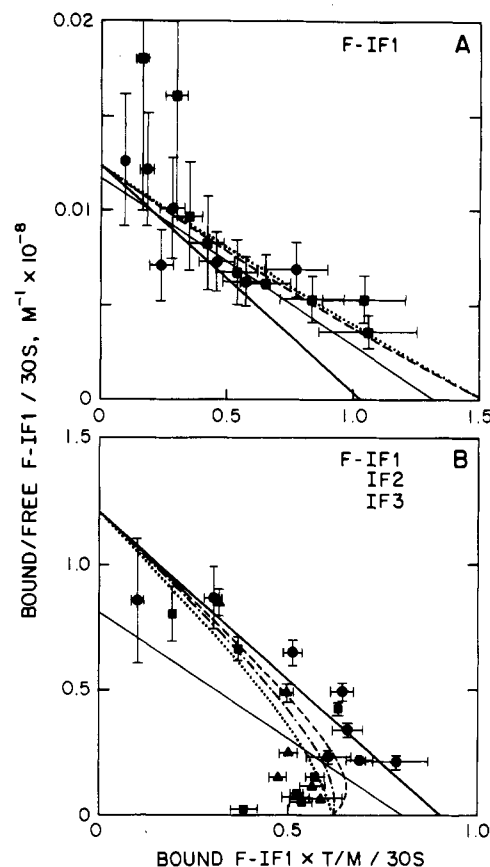 F-IF1 A
0.02
0.01
0
0 0.5 1.0 1.5
BOUND/FREE F-IF1 / 30S, M⁻¹ × 10⁻⁸
F-IF1 B
IF2
IF3
1.5
1.0
0.5
0
0 0.5 1.0
BOUND F-IF1 × T/M / 30S